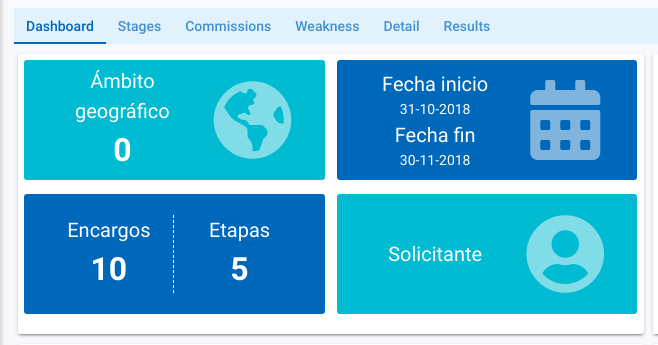 Dashboard Stages Commissions Weakness Detail Results
Ámbito
geográfico
0
Fecha inicio
31-10-2018
Fecha fin
30-11-2018
Encargos Etapas
10 5
Solicitante